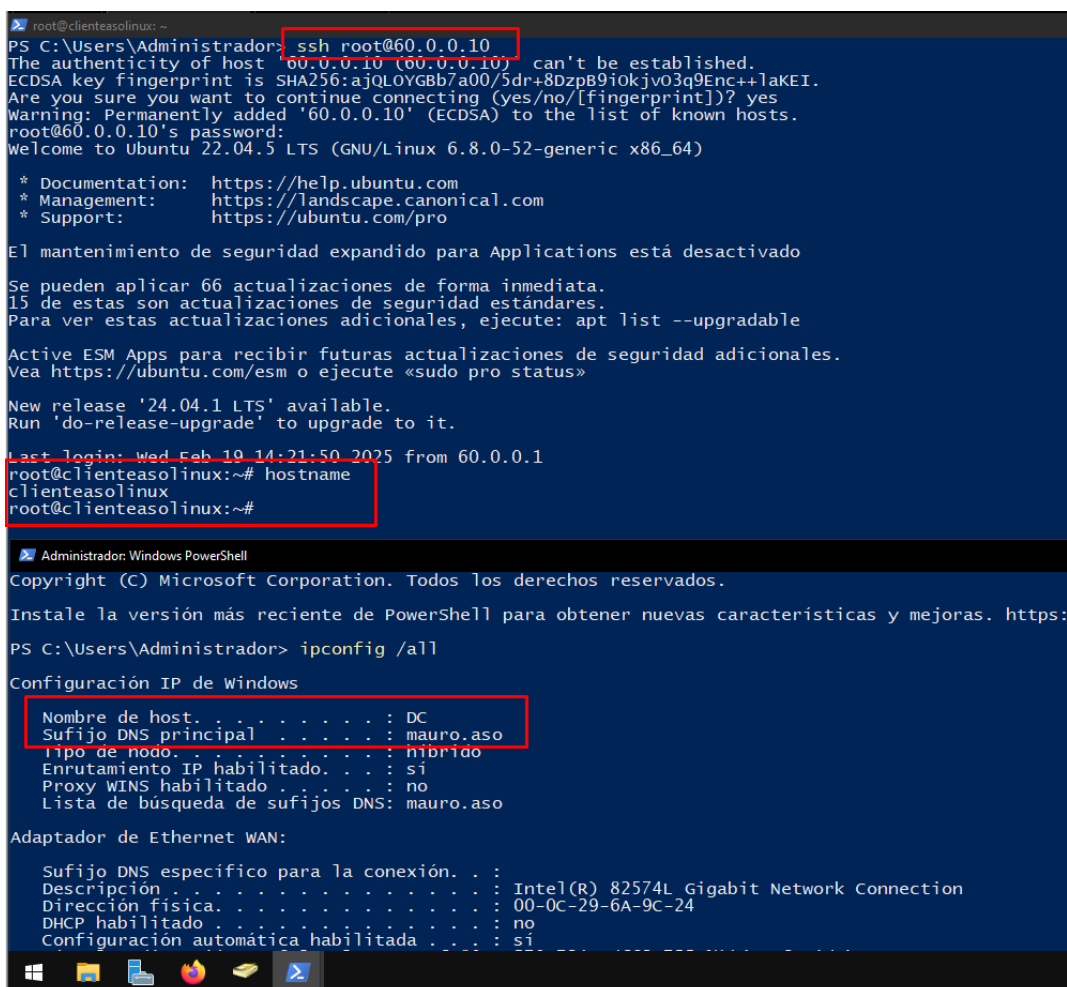 root@clienteasolinux: ~
PS C:\Users\Administrador> ssh root@60.0.0.10
The authenticity of host '60.0.0.10 (60.0.0.10)' can't be established.
ECDSA key fingerprint is SHA256:ajQLOYGBb7a00/5dr+8DzpB9iOkjvO3q9Enc++laKEI.
Are you sure you want to continue connecting (yes/no/[fingerprint])? yes
Warning: Permanently added '60.0.0.10' (ECDSA) to the list of known hosts.
root@60.0.0.10's password:
Welcome to Ubuntu 22.04.5 LTS (GNU/Linux 6.8.0-52-generic x86_64)
* Documentation: https://help.ubuntu.com
* Management: https://landscape.canonical.com
* Support: https://ubuntu.com/pro
El mantenimiento de seguridad expandido para Applications está desactivado
Se pueden aplicar 66 actualizaciones de forma inmediata.
15 de estas son actualizaciones de seguridad estándares.
Para ver estas actualizaciones adicionales, ejecute: apt list --upgradable
Active ESM Apps para recibir futuras actualizaciones de seguridad adicionales.
Vea https://ubuntu.com/esm o ejecute «sudo pro status»
New release '24.04.1 LTS' available.
Run 'do-release-upgrade' to upgrade to it.
Last login: Wed Feb 19 14:21:50 2025 from 60.0.0.1
root@clienteasolinux:~# hostname
clienteasolinux
root@clienteasolinux:~#
Administrador: Windows PowerShell
Copyright (C) Microsoft Corporation. Todos los derechos reservados.
Instale la versión más reciente de PowerShell para obtener nuevas características y mejoras. https:
PS C:\Users\Administrador> ipconfig /all
Configuración IP de Windows
Nombre de host. . . . . . . . . : DC
Sufijo DNS principal . . . . . : mauro.aso
Tipo de nodo. . . . . . . . . . : híbrido
Enrutamiento IP habilitado. . . : sí
Proxy WINS habilitado . . . . . : no
Lista de búsqueda de sufijos DNS: mauro.aso
Adaptador de Ethernet WAN:
Sufijo DNS específico para la conexión. . :
Descripción . . . . . . . . . . . . . . . : Intel(R) 82574L Gigabit Network Connection
Dirección física. . . . . . . . . . . . . : 00-0C-29-6A-9C-24
DHCP habilitado . . . . . . . . . . . . . : no
Configuración automática habilitada . . . : sí